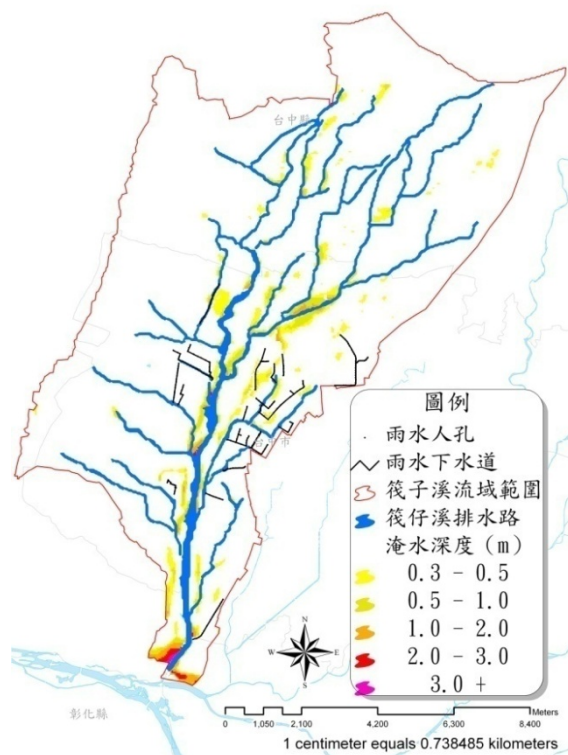 台中縣
台中市
圖例
雨水人孔
雨水下水道
筏子溪流域範圍
筏仔溪排水路
淹水深度(m)
0.3 - 0.5
0.5 - 1.0
1.0 - 2.0
2.0 - 3.0
3.0 +
N
W
E
S
彰化縣
Meters
0 1,050 2,100 4,200 6,300 8,400
1 centimeter equals 0.738485 kilometers